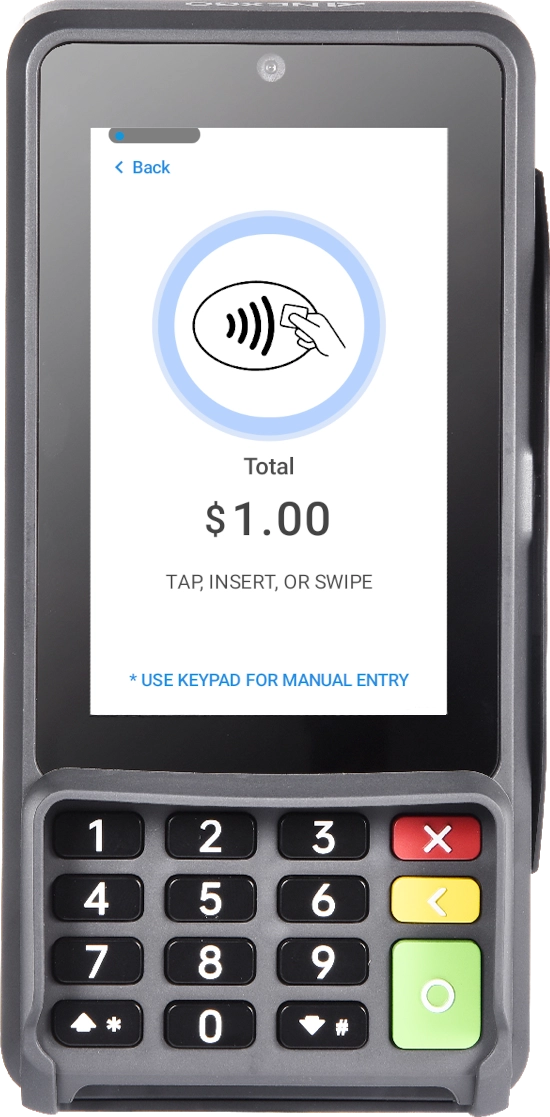 Back
Total
$1.00
TAP, INSERT, OR SWIPE
* USE KEYPAD FOR MANUAL ENTRY
1 2 3
4 5 6
7 8 9
* 0 #